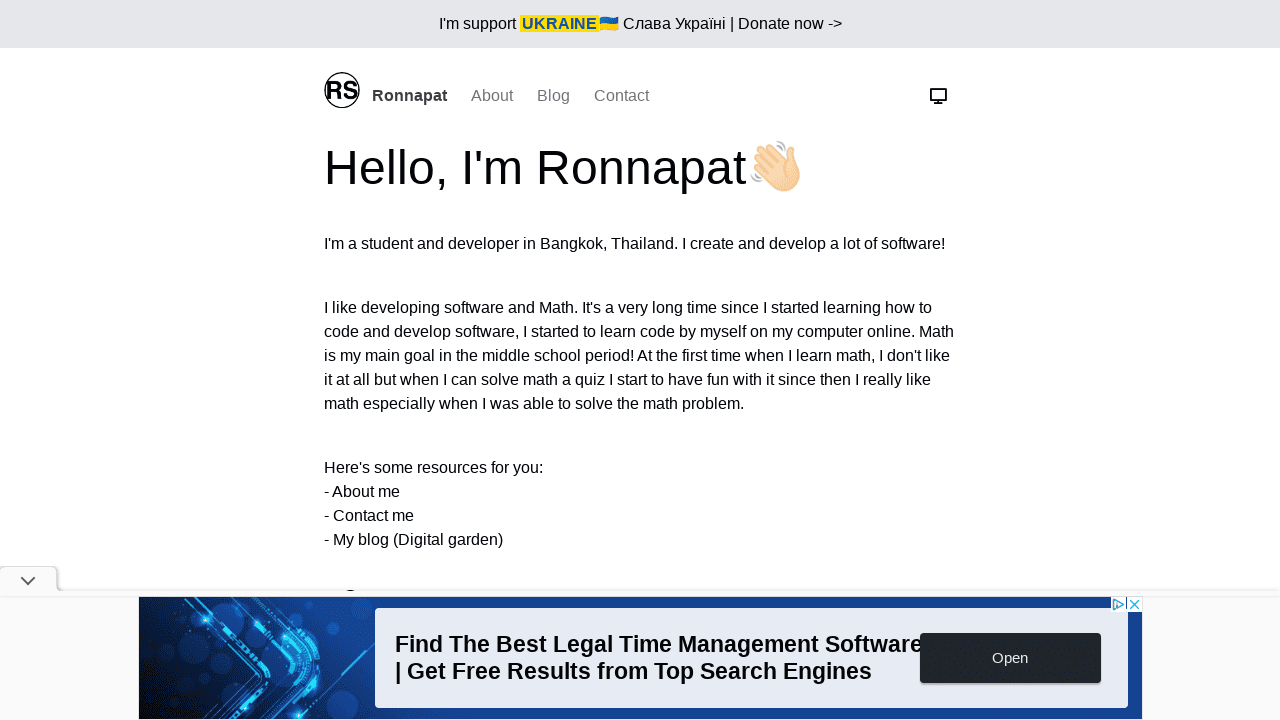 I'm support UKRAINE🇺🇦 Слава Україні | Donate now ->
RS Ronnapat About Blog Contact
Hello, I'm Ronnapat👋🏻
I'm a student and developer in Bangkok, Thailand. I create and develop a lot of software!
I like developing software and Math. It's a very long time since I started learning how to
code and develop software, I started to learn code by myself on my computer online. Math
is my main goal in the middle school period! At the first time when I learn math, I don't like
it at all but when I can solve math a quiz I start to have fun with it since then I really like
math especially when I was able to solve the math problem.
Here's some resources for you:
- About me
- Contact me
- My blog (Digital garden)
Find The Best Legal Time Management Software
| Get Free Results from Top Search Engines
Open